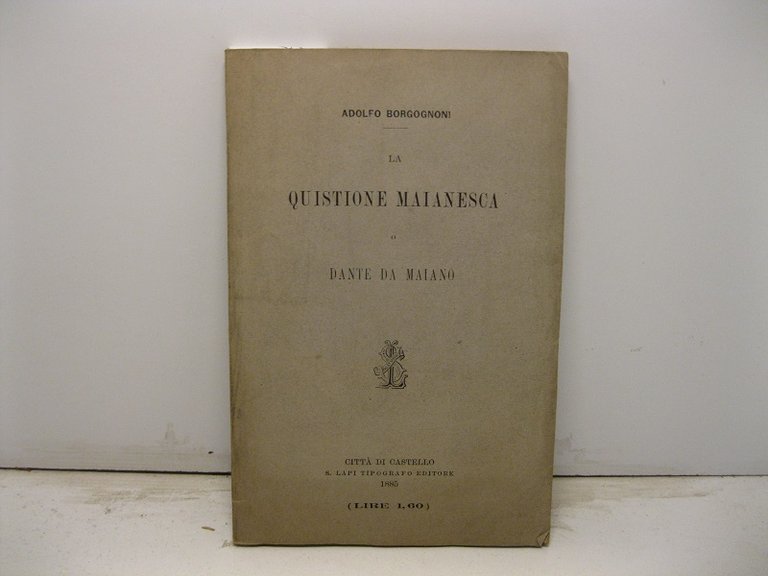 ADOLFO BORGOGNONI
LA
QUISTIONE MAIANESCA
O
DANTE DA MAIANO
CITTÀ DI CASTELLO
S. LAPI TIPOGRAFO-EDITORE
1885
(LIRE 1,60)